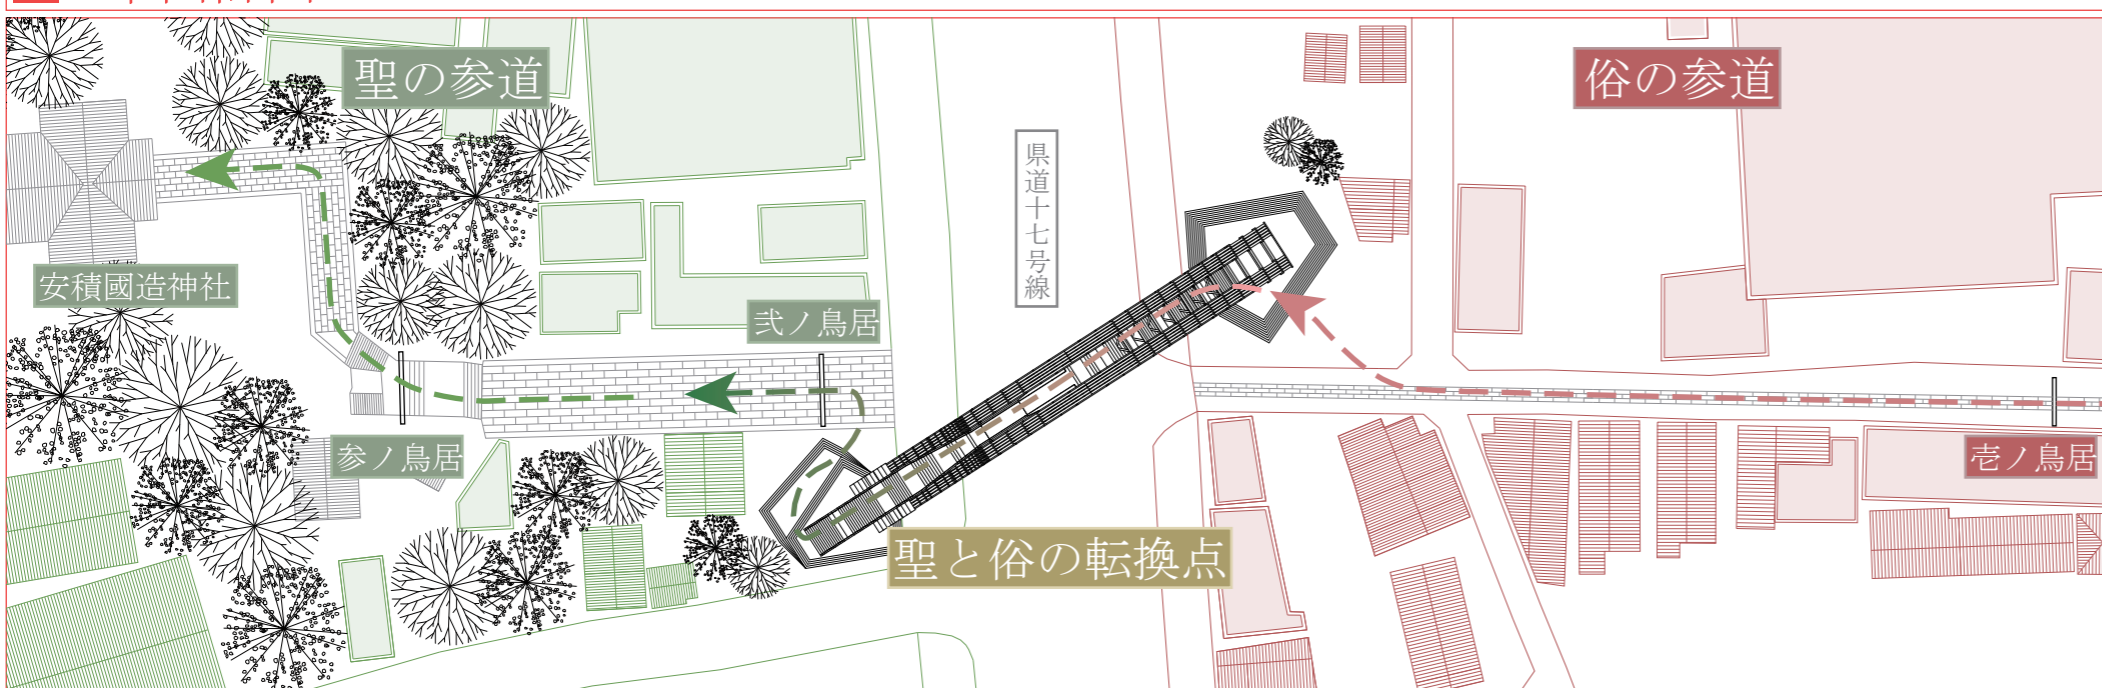 聖の参道
俗の参道
県道十七号線
安積國造神社
弐ノ鳥居
参ノ鳥居
壱ノ鳥居
聖と俗の転換点